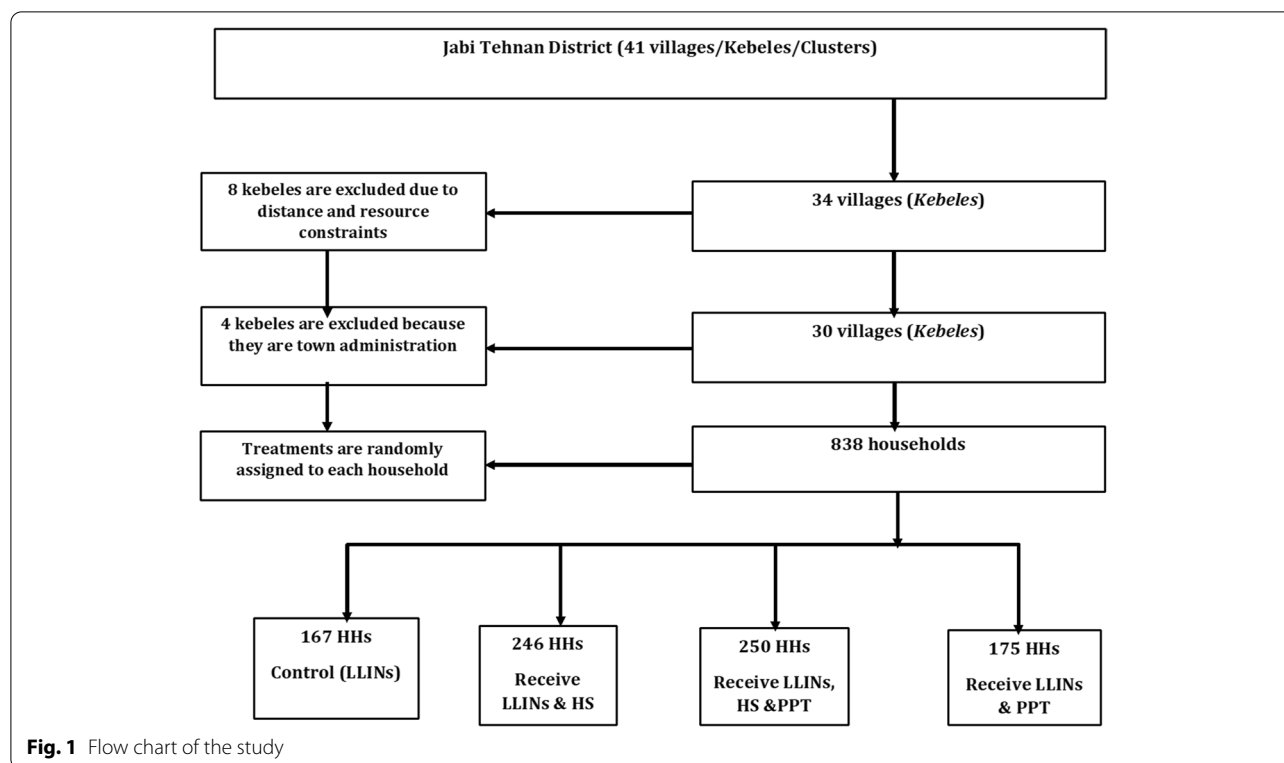 Jabi Tehnan District (41 villages/Kebeles/Clusters)
8 kebeles are excluded due to
distance and resource
constraints
34 villages (Kebeles)
4 kebeles are excluded because
they are town administration
30 villages (Kebeles)
Treatments are randomly
assigned to each household
838 households
167 HHs
Control (LLINs)
246 HHs
Receive
LLINs & HS
250 HHs
Receive LLINs,
HS &PPT
175 HHs
Receive LLINs
& PPT
Fig. 1 Flow chart of the study